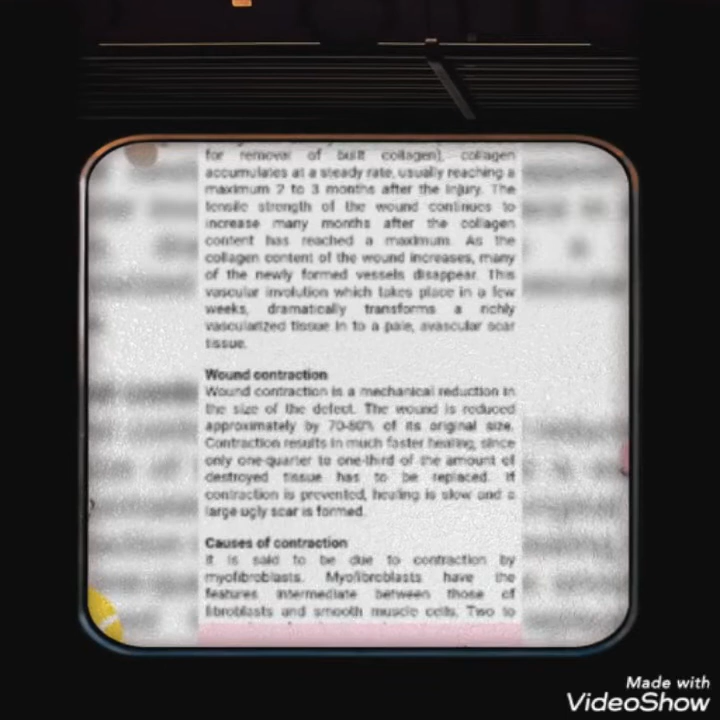 for removal of built collagen), collagen
accumulates at a steady rate, usually reaching a
maximum 2 to 3 months after the injury. The
tensile strength of the wound continues to
increase many months after the collagen
content has reached a maximum. As the
collagen content of the wound increases, many
of the newly formed vessels disappear. This
vascular involution which takes place in a few
weeks, dramatically transforms a richly
vascularized tissue in to a pale, avascular scar
tissue.
Wound contraction
Wound contraction is a mechanical reduction in
the size of the defect. The wound is reduced
approximately by 70-80% of its original size.
Contraction results in much faster healing, since
only one-quarter to one-third of the amount of
destroyed tissue has to be replaced. If
contraction is prevented, healing is slow and a
large ugly scar is formed.
Causes of contraction
It is said to be due to contraction by
myofibroblasts. Myofibroblasts have the
features intermediate between those of
fibroblasts and smooth muscle cells. Two to
Made with
VideoShow